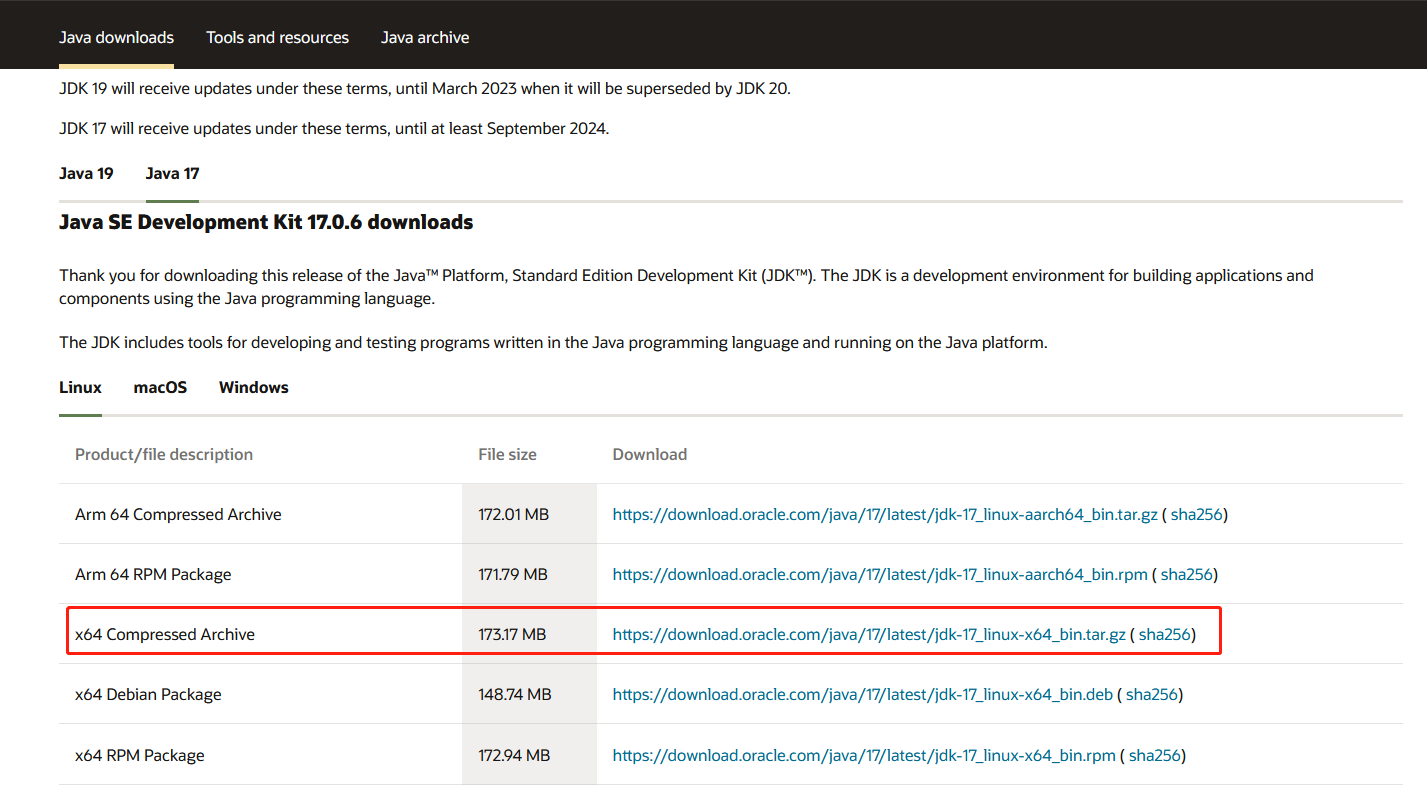 Java downloads Tools and resources Java archive
JDK 19 will receive updates under these terms, until March 2023 when it will be superseded by JDK 20.
JDK 17 will receive updates under these terms, until at least September 2024.
Java 19 Java 17
Java SE Development Kit 17.0.6 downloads
Thank you for downloading this release of the Java™ Platform, Standard Edition Development Kit (JDK™). The JDK is a development environment for building applications and
components using the Java programming language.
The JDK includes tools for developing and testing programs written in the Java programming language and running on the Java platform.
Linux macOS Windows
Product/file description File size Download
Arm 64 Compressed Archive 172.01 MB https://download.oracle.com/java/17/latest/jdk-17_linux-aarch64_bin.tar.gz ( sha256)
Arm 64 RPM Package 171.79 MB https://download.oracle.com/java/17/latest/jdk-17_linux-aarch64_bin.rpm ( sha256)
x64 Compressed Archive 173.17 MB https://download.oracle.com/java/17/latest/jdk-17_linux-x64_bin.tar.gz ( sha256)
x64 Debian Package 148.74 MB https://download.oracle.com/java/17/latest/jdk-17_linux-x64_bin.deb ( sha256)
x64 RPM Package 172.94 MB https://download.oracle.com/java/17/latest/jdk-17_linux-x64_bin.rpm ( sha256)